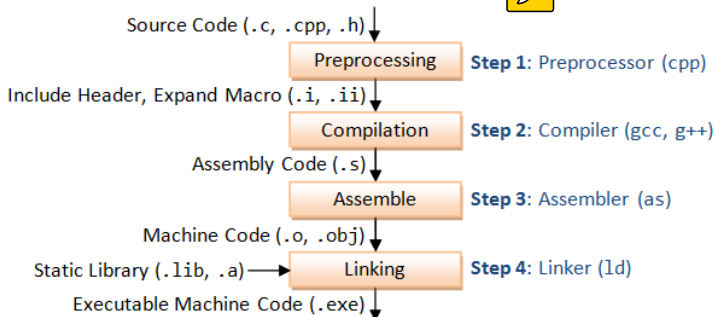 Source Code (.c, .cpp, .h)
Preprocessing
Step 1: Preprocessor (cpp)
Include Header, Expand Macro (.i, .ii)
Compilation
Step 2: Compiler (gcc, g++)
Assembly Code (.s)
Assemble
Step 3: Assembler (as)
Machine Code (.o, .obj)
Static Library (.lib, .a)
Linking
Step 4: Linker (ld)
Executable Machine Code (.exe)